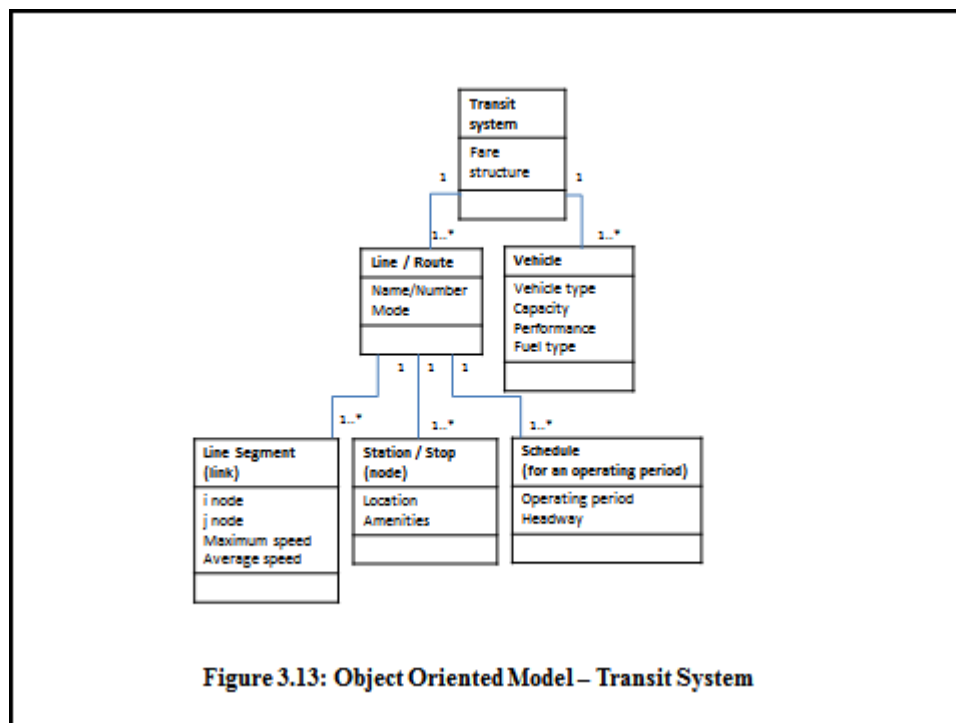 Transit
system
Fare
structure
1
1
1..*
1..*
Line / Route
Name/Number
Mode
Vehicle
Vehicle type
Capacity
Performance
Fuel type
1
1
1
1..*
1..*
1..*
Line Segment
(link)
i node
j node
Maximum speed
Average speed
Station / Stop
(node)
Location
Amenities
Schedule
(for an operating period)
Operating period
Headway
Figure 3.13: Object Oriented Model – Transit System